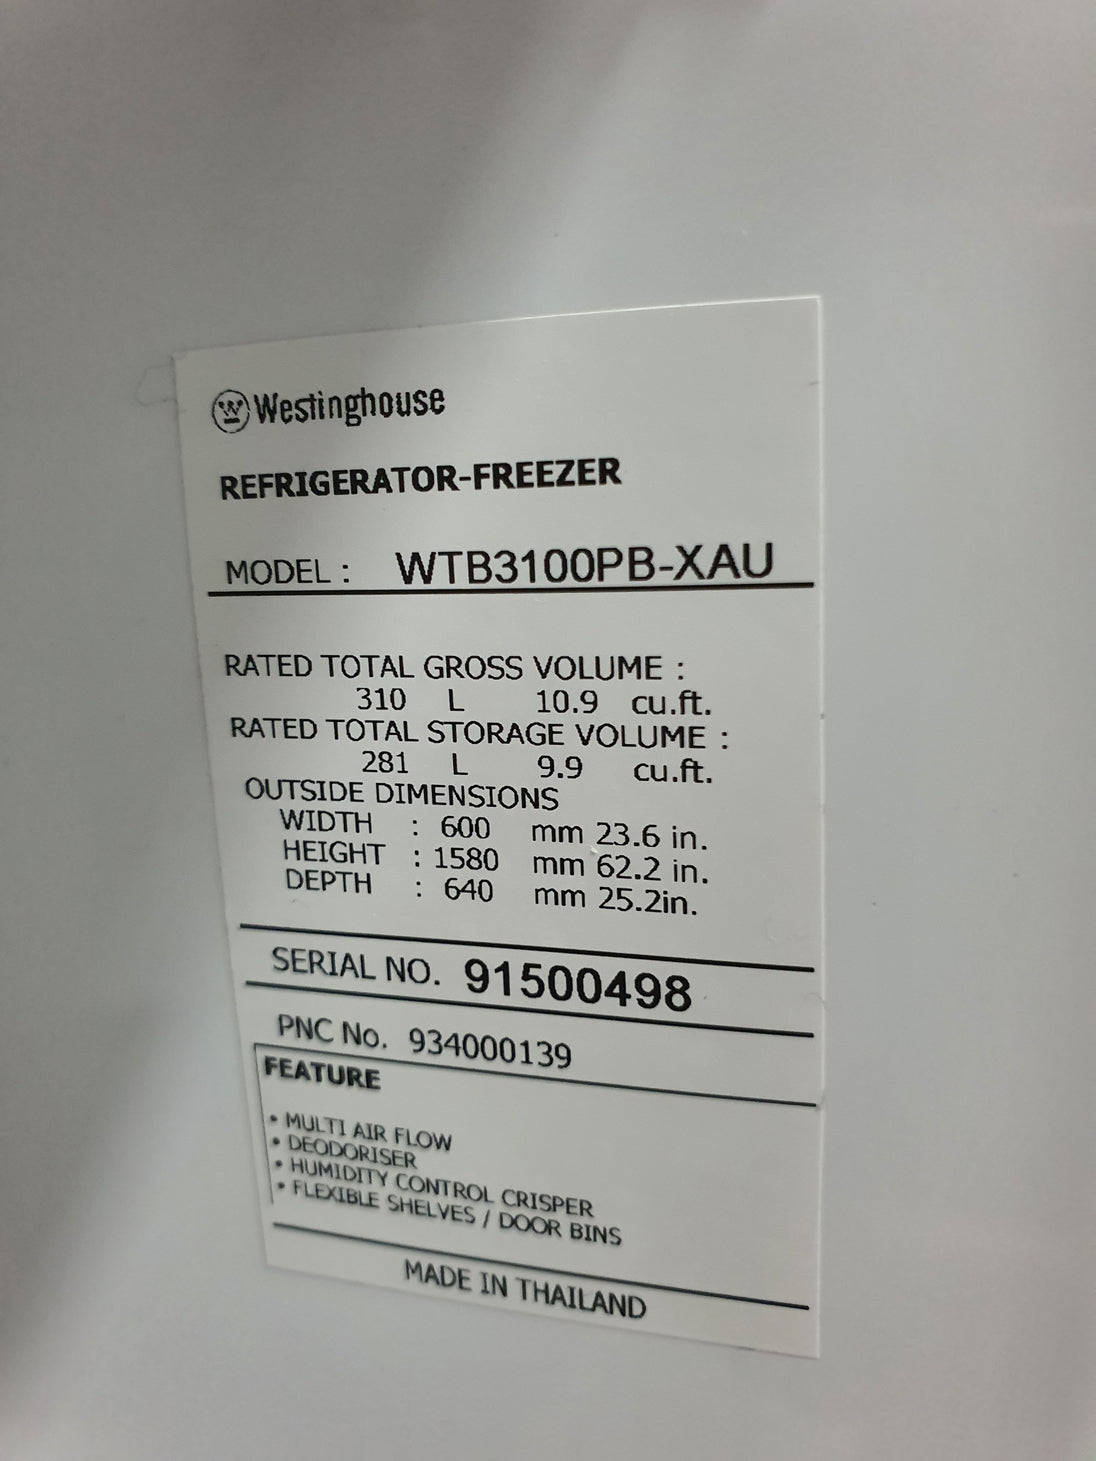 Westinghouse
REFRIGERATOR-FREEZER
MODEL : WTB3100PB-XAU
RATED TOTAL GROSS VOLUME :
310 L 10.9 cu.ft.
RATED TOTAL STORAGE VOLUME :
281 L 9.9 cu.ft.
OUTSIDE DIMENSIONS
WIDTH : 600 mm 23.6 in.
HEIGHT : 1580 mm 62.2 in.
DEPTH : 640 mm 25.2in.
SERIAL NO. 91500498
PNC No. 934000139
FEATURE
• MULTI AIR FLOW
• DEODORISER
• HUMIDITY CONTROL CRISPER
• FLEXIBLE SHELVES / DOOR BINS
MADE IN THAILAND